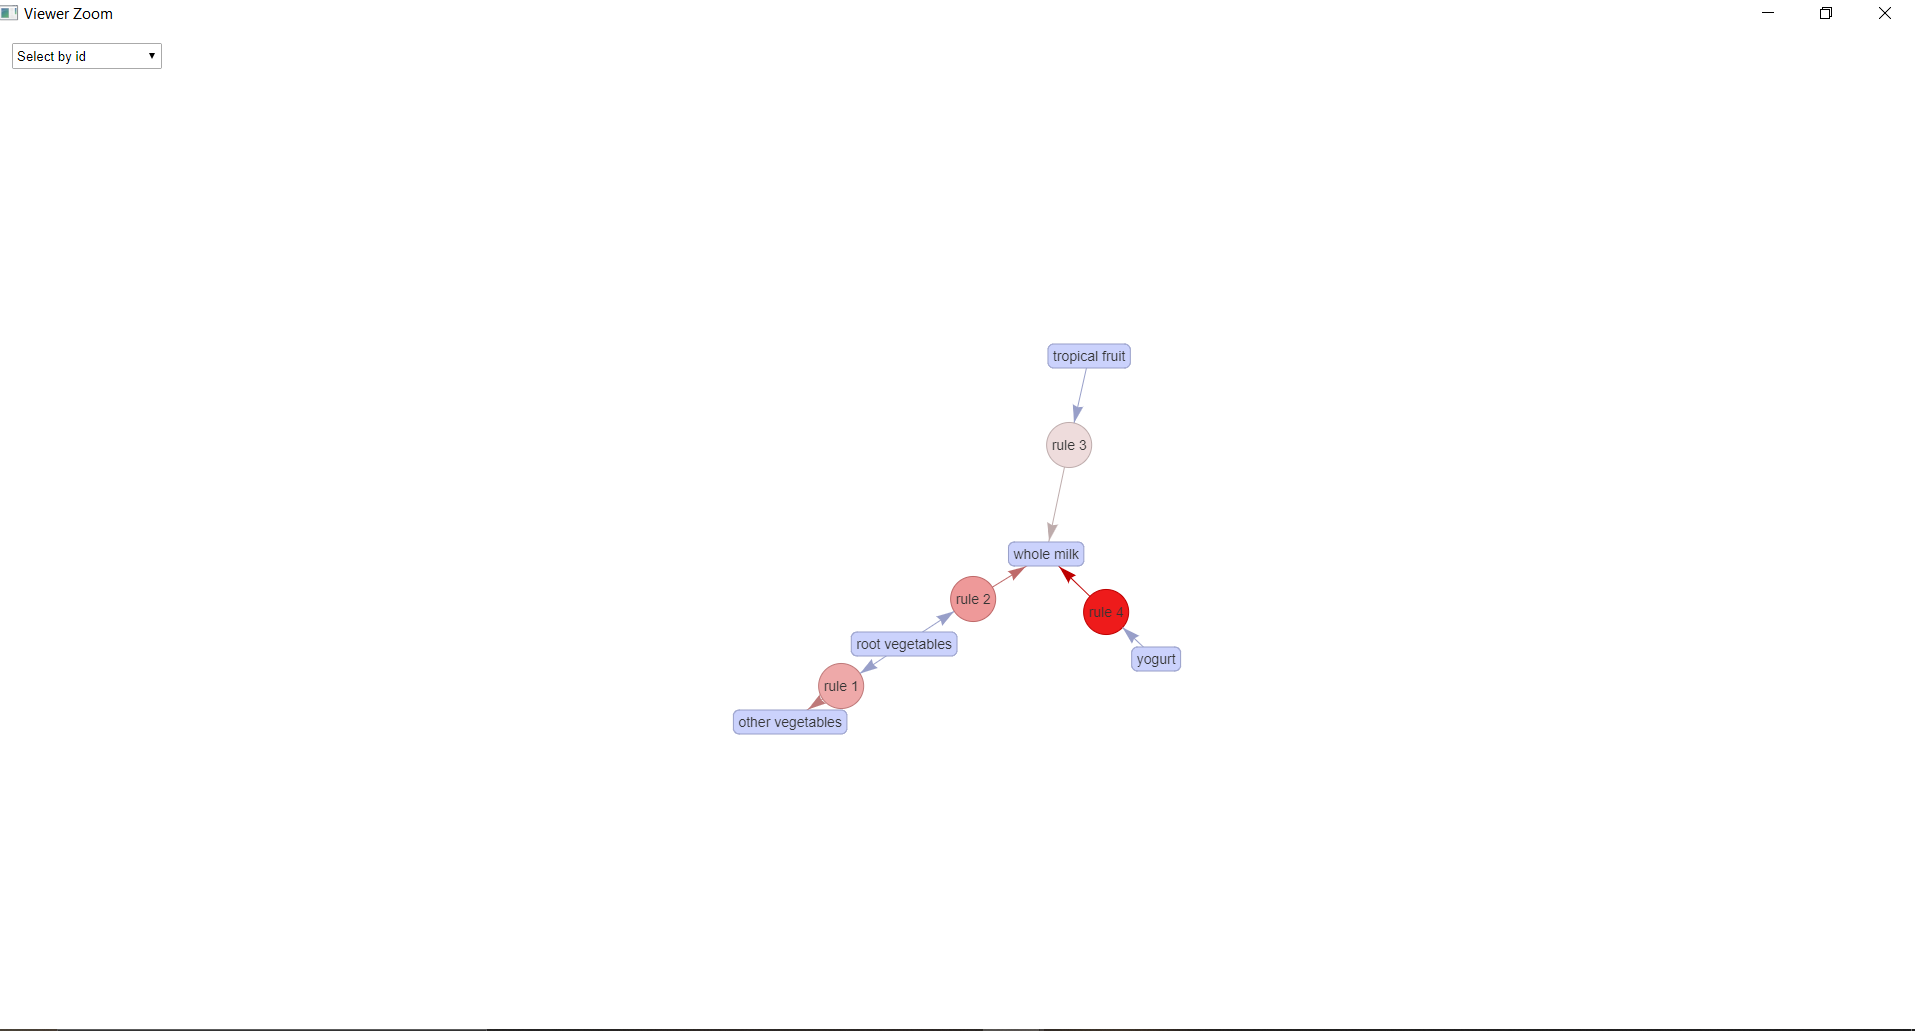 Viewer Zoom
Select by id
tropical fruit
rule 3
whole milk
rule 2
rule 4
root vegetables
yogurt
rule 1
other vegetables